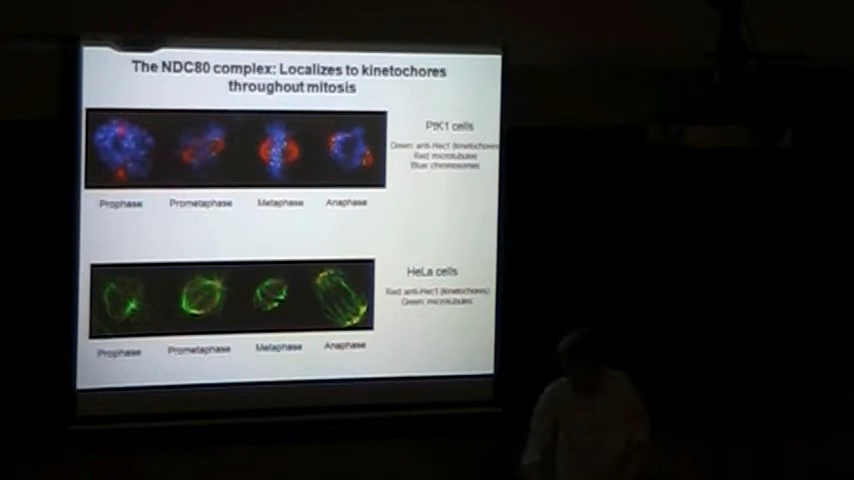 The NDC80 complex: Localizes to kinetochores
throughout mitosis
PtK1 cells
Green: anti-Hec1 (kinetochores
Red: microtubules
Blue: chromosomes
Prophase
Prometaphase
Metaphase
Anaphase
HeLa cells
Red: anti-Hec1 (kinetochores)
Green: microtubules
Prophase
Prometaphase
Metaphase
Anaphase